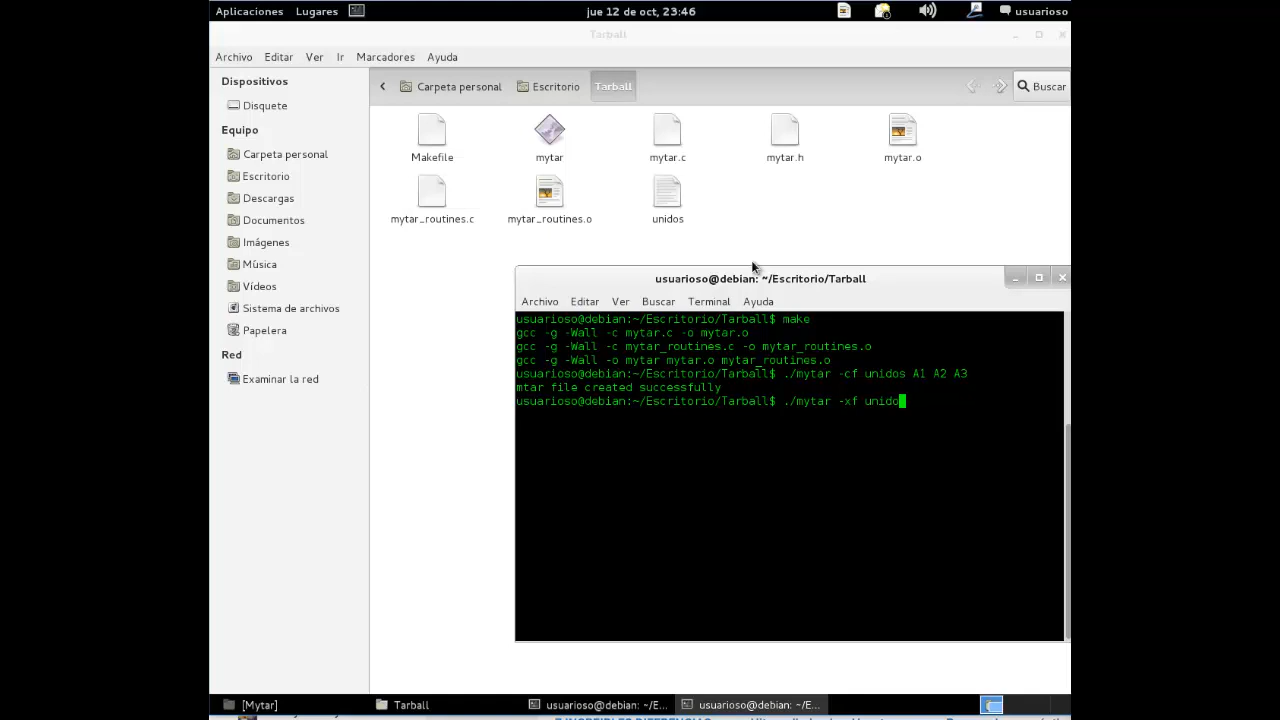 Aplicaciones Lugares jue 12 de oct, 23:46 usuarioso
Tarball
Archivo Editar Ver Ir Marcadores Ayuda
Dispositivos
Disquete
Equipo
Carpeta personal
Escritorio
Descargas
Documentos
Imágenes
Música
Vídeos
Sistema de archivos
Papelera
Red
Examinar la red
Carpeta personal Escritorio Tarball Buscar
Makefile mytar mytar.c mytar.h mytar.o
mytar_routines.c mytar_routines.o unidos
usuarioso@debian: ~/Escritorio/Tarball
Archivo Editar Ver Buscar Terminal Ayuda
usuarioso@debian:~/Escritorio/Tarball$ make
gcc -g -Wall -c mytar.c -o mytar.o
gcc -g -Wall -c mytar_routines.c -o mytar_routines.o
gcc -g -Wall -o mytar mytar.o mytar_routines.o
usuarioso@debian:~/Escritorio/Tarball$ ./mytar -cf unidos A1 A2 A3
mtar file created successfully
usuarioso@debian:~/Escritorio/Tarball$ ./mytar -xf unido
[Mytar] Tarball usuarioso@debian: ~/E... usuarioso@debian: ~/E...